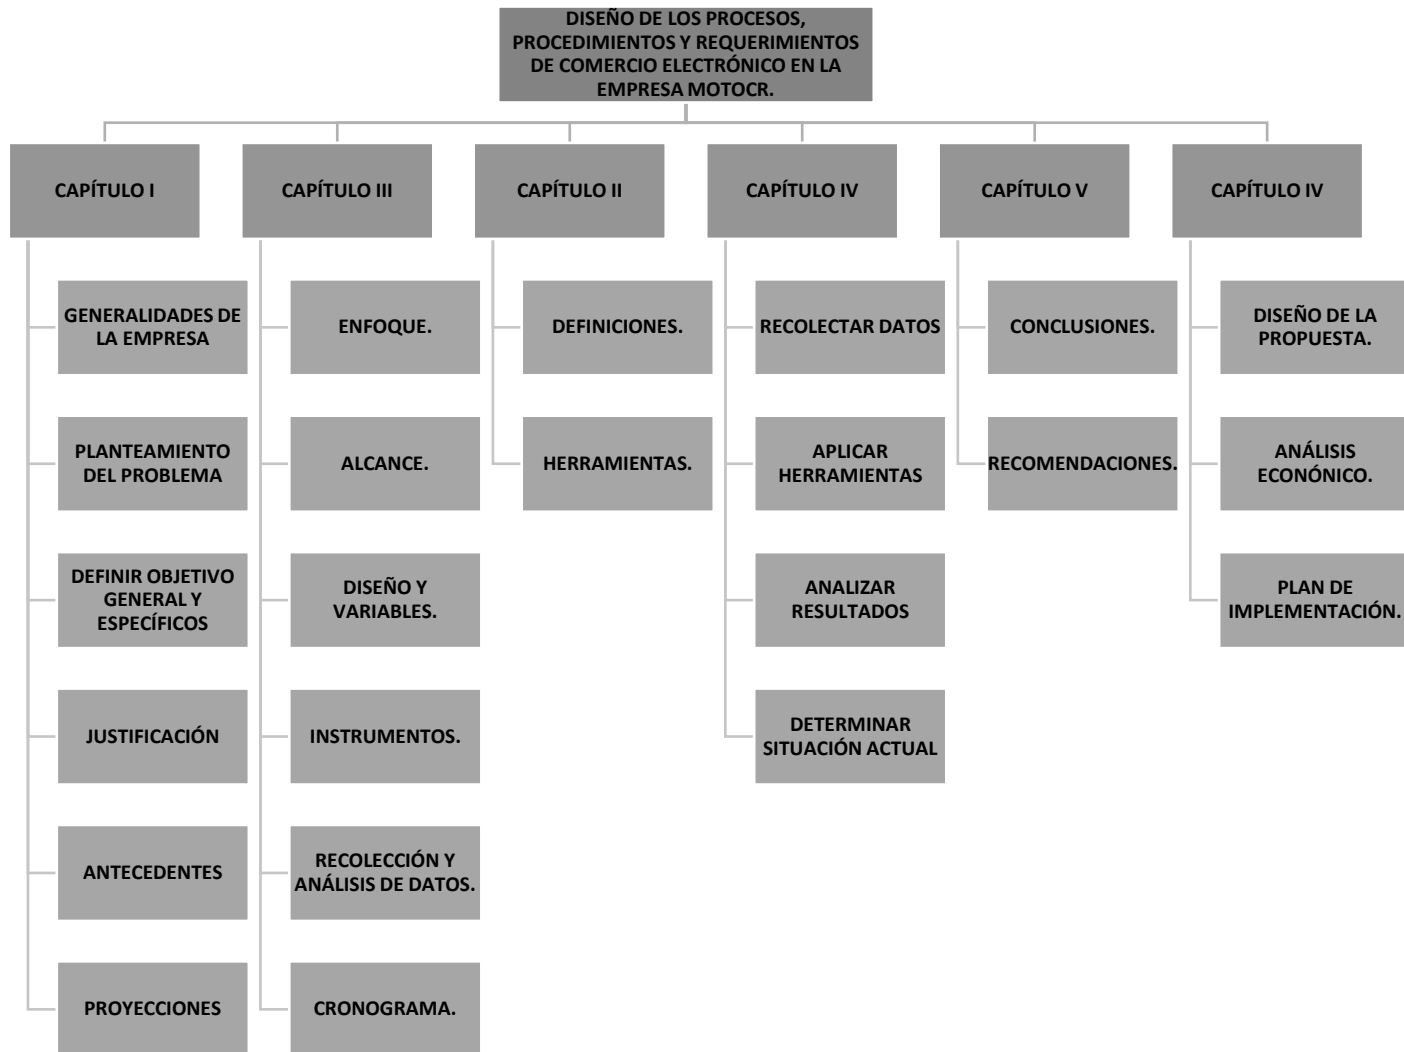 DISEÑO DE LOS PROCESOS,
PROCEDIMIENTOS Y REQUERIMIENTOS
DE COMERCIO ELECTRÓNICO EN LA
EMPRESA MOTOCR.
CAPÍTULO I
GENERALIDADES DE
LA EMPRESA
PLANTEAMIENTO
DEL PROBLEMA
DEFINIR OBJETIVO
GENERAL Y
ESPECÍFICOS
JUSTIFICACIÓN
ANTECEDENTES
PROYECCIONES
CAPÍTULO III
ENFOQUE.
ALCANCE.
DISEÑO Y
VARIABLES.
INSTRUMENTOS.
RECOLECCIÓN Y
ANÁLISIS DE DATOS.
CRONOGRAMA.
CAPÍTULO II
DEFINICIONES.
HERRAMIENTAS.
CAPÍTULO IV
RECOLECTAR DATOS
APLICAR
HERRAMIENTAS
ANALIZAR
RESULTADOS
DETERMINAR
SITUACIÓN ACTUAL
CAPÍTULO V
CONCLUSIONES.
RECOMENDACIONES.
CAPÍTULO IV
DISEÑO DE LA
PROPUESTA.
ANÁLISIS
ECONÓMICO.
PLAN DE
IMPLEMENTACIÓN.